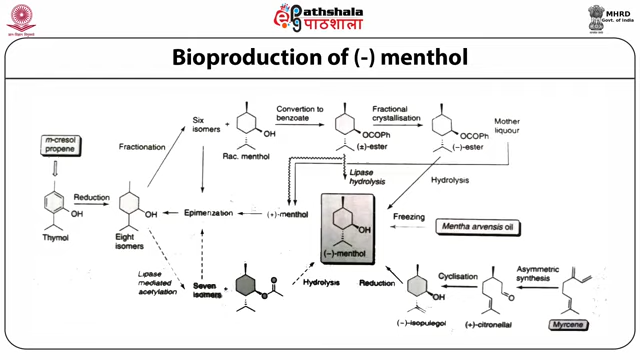 ePathshala
पाठशाला
MHRD
Govt. of India
Bioproduction of (-) menthol
m-cresol
propene
Thymol
Reduction
OH
OH
Eight
isomers
Fractionation
Six
isomers
+
OH
Rac. menthol
Convertion to
benzoate
OCOPh
(±)-ester
Fractional
crystallisation
OCOPh
(−)-ester
Mother
liquour
Lipase
hydrolysis
Hydrolysis
Epimerization
(+)-menthol
OH
(−)-menthol
Freezing
Mentha arvensis oil
Lipase
mediated
acetylation
Seven
isomers
+
O
O
Hydrolysis
Reduction
OH
(−)-isopulegol
Cyclisation
O
(+)-citronellal
Asymmetric
synthesis
Myrcene